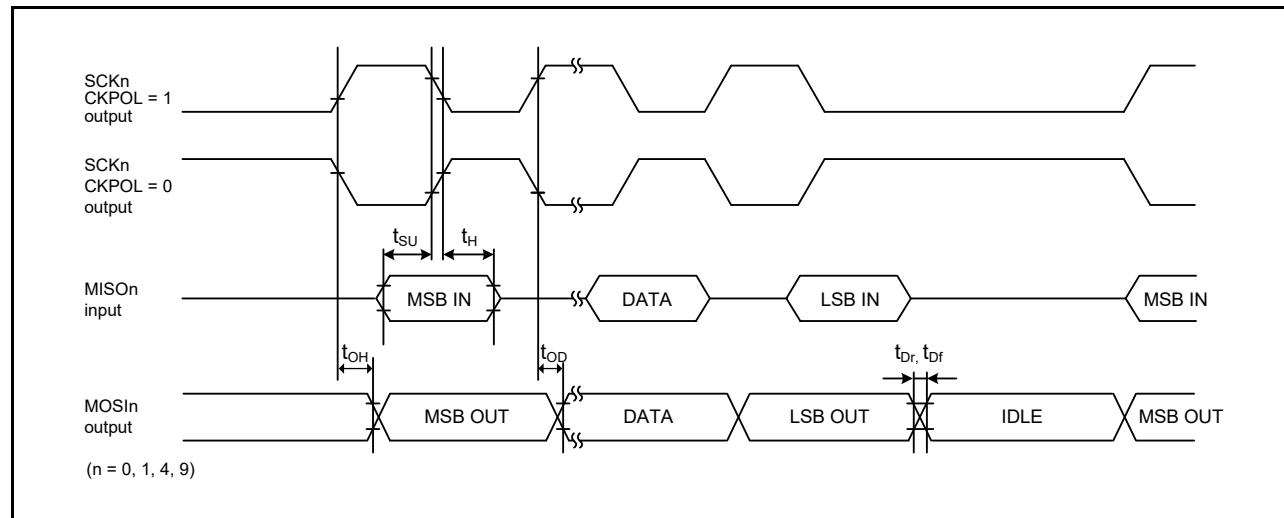 SCKn
CKPOL = 1
output
SCKn
CKPOL = 0
output
tSU
tH
MISOn
input
MSB IN
DATA
LSB IN
MSB IN
tOH
tOD
tDr, tDf
MOSIn
output
MSB OUT
DATA
LSB OUT
IDLE
MSB OUT
(n = 0, 1, 4, 9)